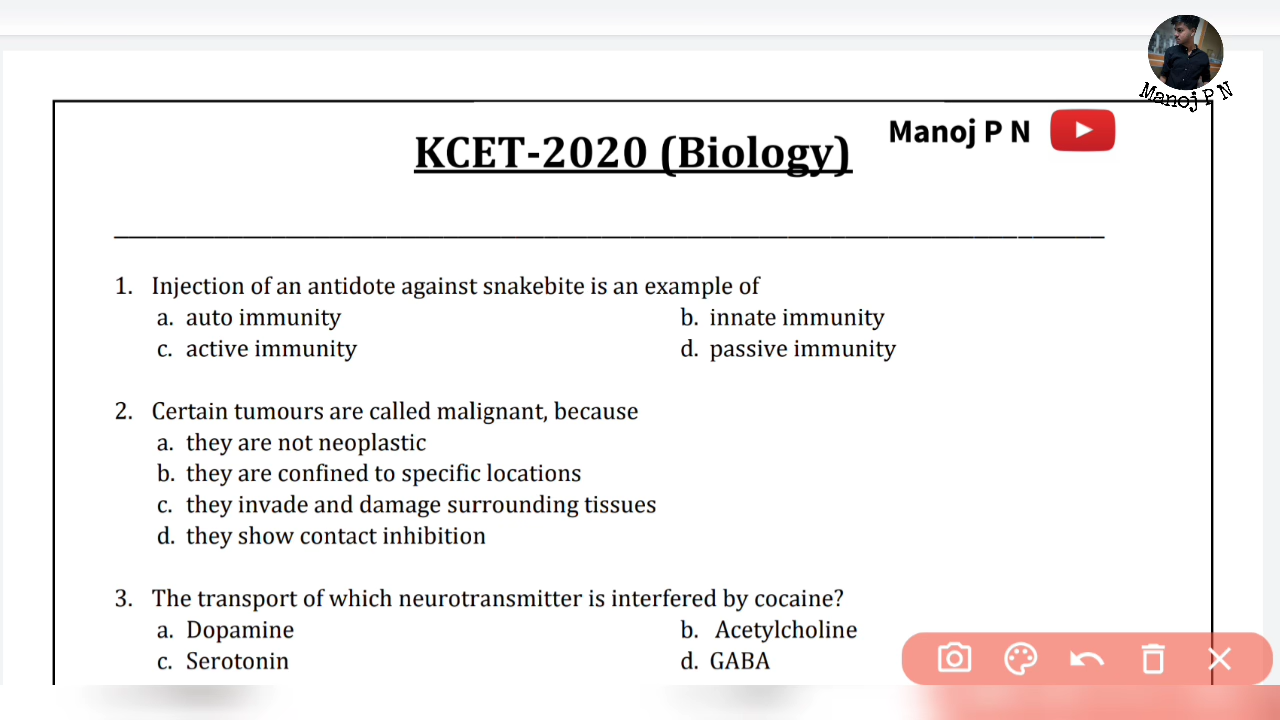 Manoj P N
KCET-2020 (Biology)
Manoj P N
1. Injection of an antidote against snakebite is an example of
a. auto immunity
b. innate immunity
c. active immunity
d. passive immunity
2. Certain tumours are called malignant, because
a. they are not neoplastic
b. they are confined to specific locations
c. they invade and damage surrounding tissues
d. they show contact inhibition
3. The transport of which neurotransmitter is interfered by cocaine?
a. Dopamine
b. Acetylcholine
c. Serotonin
d. GABA